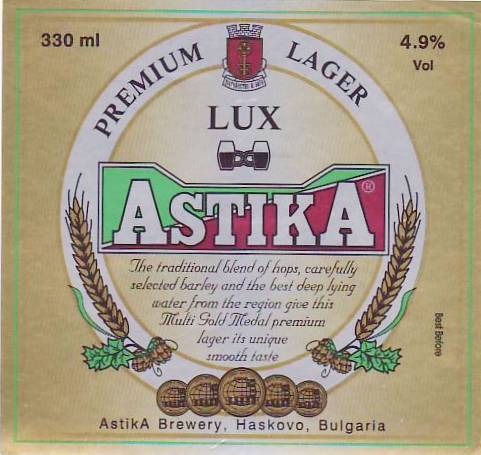 330 ml
4.9%
Vol
PREMIUM LAGER
LUX
ASTIKA®
The traditional blend of hops, carefully
selected barley and the best deep lying
water from the region give this
Multi Gold Medal premium
lager its unique
smooth taste
Best Before
AstikA Brewery, Haskovo, Bulgaria